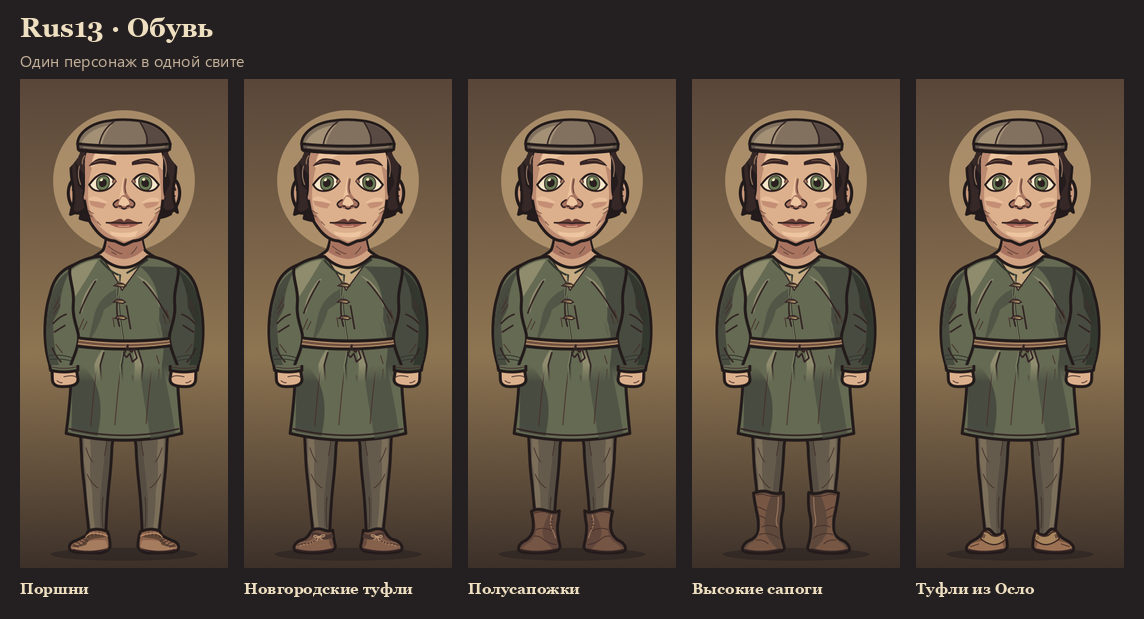 Rus13 · Обувь
Один персонаж в одной свите
Поршни
Новгородские туфли
Полусапожки
Высокие сапоги
Туфли из Осло